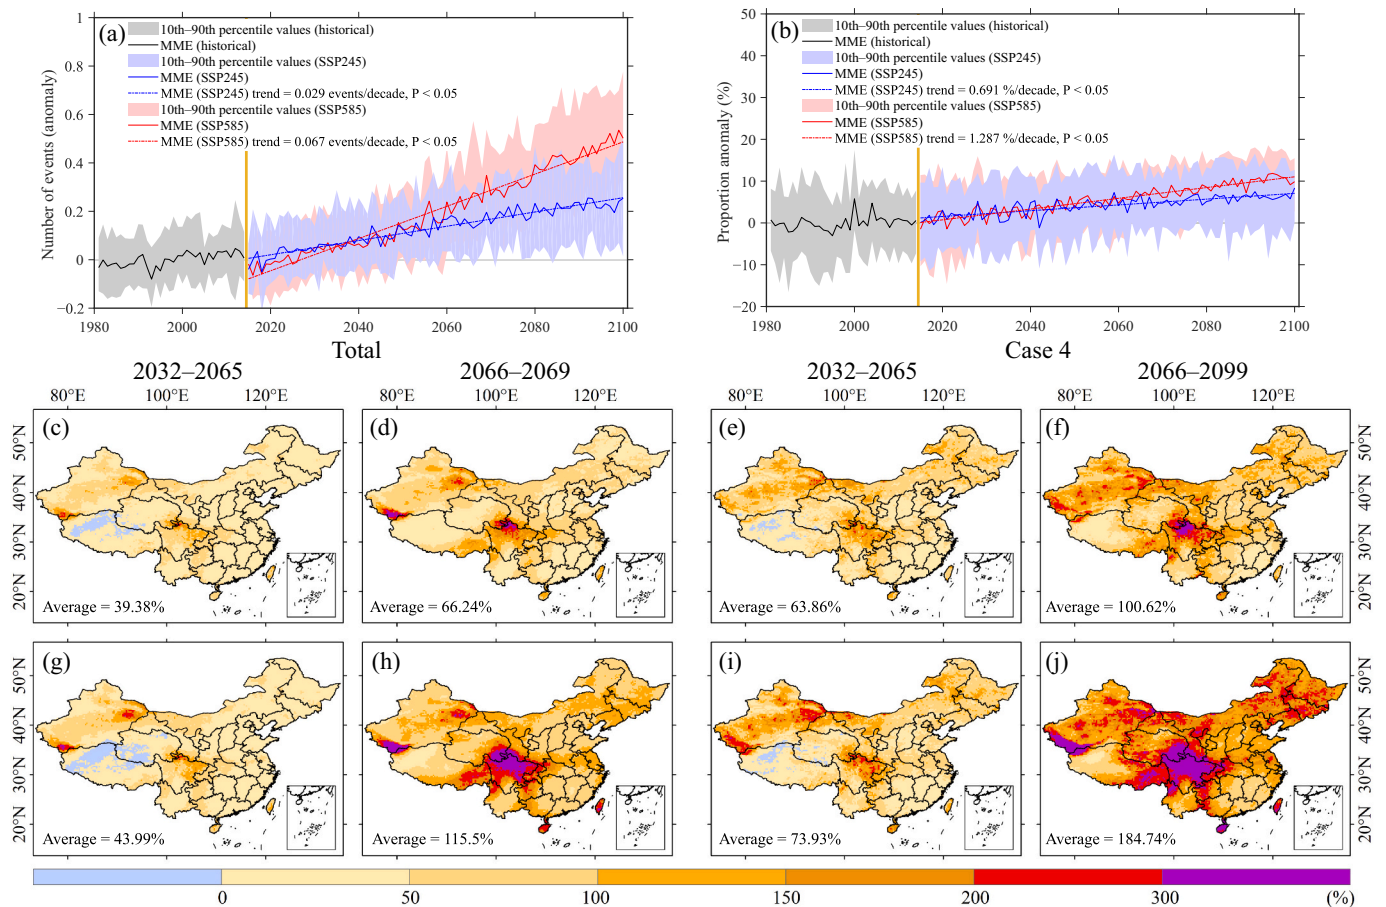 (a)
10th–90th percentile values (historical)
MME (historical)
10th–90th percentile values (SSP245)
MME (SSP245)
MME (SSP245) trend = 0.029 events/decade, P < 0.05
10th–90th percentile values (SSP585)
MME (SSP585)
MME (SSP585) trend = 0.067 events/decade, P < 0.05
Number of events (anomaly)
1
0.8
0.6
0.4
0.2
0
−0.2
1980 2000 2020 2040 2060 2080 2100
(b)
10th–90th percentile values (historical)
MME (historical)
10th–90th percentile values (SSP245)
MME (SSP245)
MME (SSP245) trend = 0.691 %/decade, P < 0.05
10th–90th percentile values (SSP585)
MME (SSP585)
MME (SSP585) trend = 1.287 %/decade, P < 0.05
Proportion anomaly (%)
50
40
30
20
10
0
−10
−20
1980 2000 2020 2040 2060 2080 2100
Total
Case 4
2032–2065
2066–2069
2032–2065
2066–2099
80°E 100°E 120°E
80°E 100°E 120°E
80°E 100°E 120°E
80°E 100°E 120°E
50°N
40°N
30°N
20°N
(c)
Average = 39.38%
(d)
Average = 66.24%
(e)
Average = 63.86%
(f)
Average = 100.62%
50°N
40°N
30°N
20°N
50°N
40°N
30°N
20°N
(g)
Average = 43.99%
(h)
Average = 115.5%
(i)
Average = 73.93%
(j)
Average = 184.74%
50°N
40°N
30°N
20°N
0 50 100 150 200 300 (%)